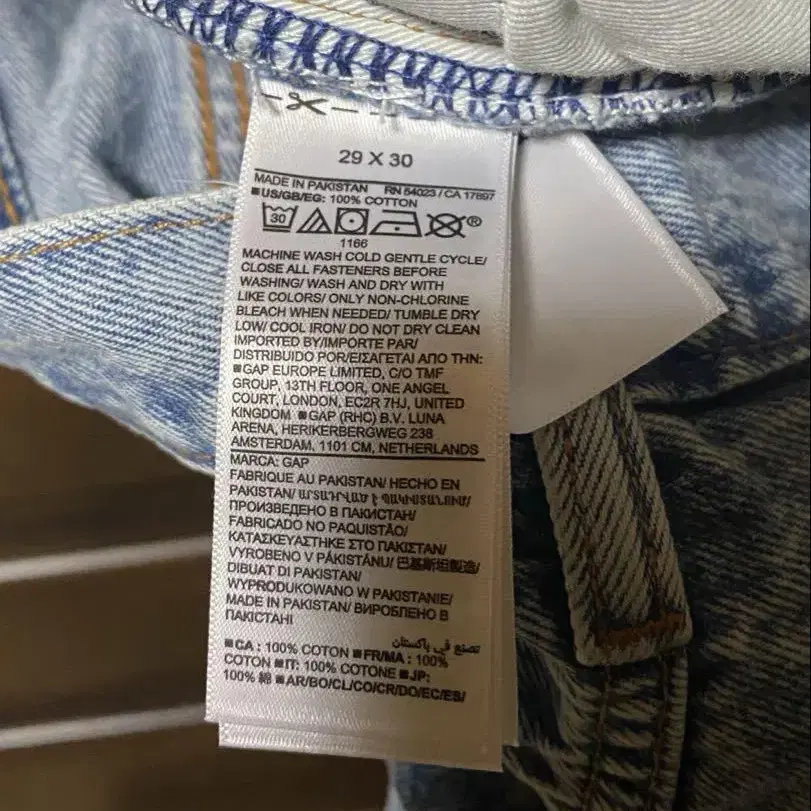 29 X 30
MADE IN PAKISTAN RN 54023 / CA 17897
■US/GB/EG: 100% COTTON
30 ®
1166
MACHINE WASH COLD GENTLE CYCLE/
CLOSE ALL FASTENERS BEFORE
WASHING/ WASH AND DRY WITH
LIKE COLORS/ ONLY NON-CHLORINE
BLEACH WHEN NEEDED/ TUMBLE DRY
LOW/ COOL IRON/ DO NOT DRY CLEAN
IMPORTED BY/IMPORTE PAR/
DISTRIBUIDO POR/ΕΙΣΑΓΕΤΑΙ ΑΠΟ ΤΗΝ:
■GAP EUROPE LIMITED, C/O TMF
GROUP, 13TH FLOOR, ONE ANGEL
COURT, LONDON, EC2R 7HJ, UNITED
KINGDOM ■GAP (RHC) B.V. LUNA
ARENA, HERIKERBERGWEG 238
AMSTERDAM, 1101 CM, NETHERLANDS
MARCA: GAP
FABRIQUE AU PAKISTAN/ HECHO EN
PAKISTAN/ ԱՐՏԱԴՐՎԱԾ Է ՊԱԿԻՍՏԱՆՈՒՄ/
ПРОИЗВЕДЕНО В ПАКИСТАН/
FABRICADO NO PAQUISTÃO/
ΚΑΤΑΣΚΕΥΑΣΤΗΚΕ ΣΤΟ ΠΑΚΙΣΤΑΝ/
VYROBENO V PÁKISTÁNU/ 巴基斯坦製造/
DIBUAT DI PAKISTAN/
WYPRODUKOWANO W PAKISTANIE/
MADE IN PAKISTAN/ ВИРОБЛЕНО В
ПАКИСТАНІ
صنع في باكستان
■CA : 100% COTON ■FR/MA : 100%
COTON ■IT: 100% COTONE ■JP:
100% 綿 ■AR/BO/CL/CO/CR/DO/EC/ES/